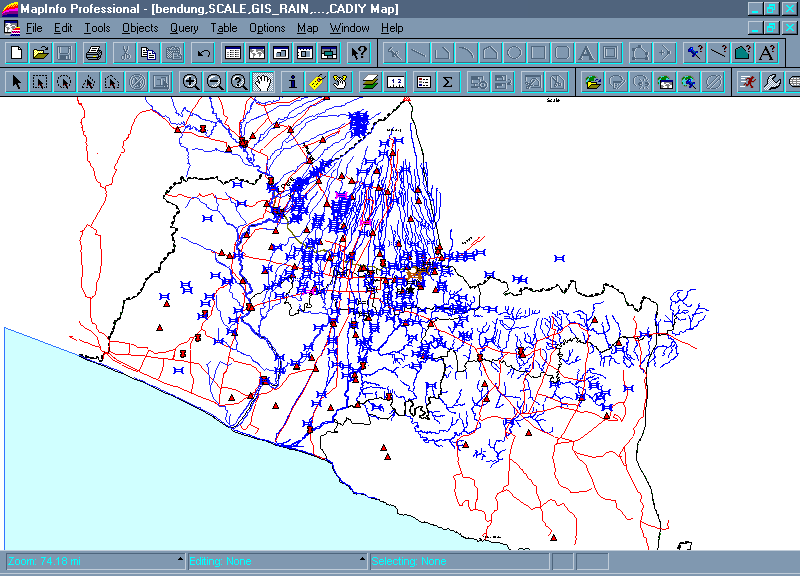 MapInfo Professional - [bendung,SCALE,GIS_RAIN,...,CADIY Map]
File Edit Tools Objects Query Table Options Map Window Help
Scale
Zoom: 74.18 mi Editing: None Selecting: None